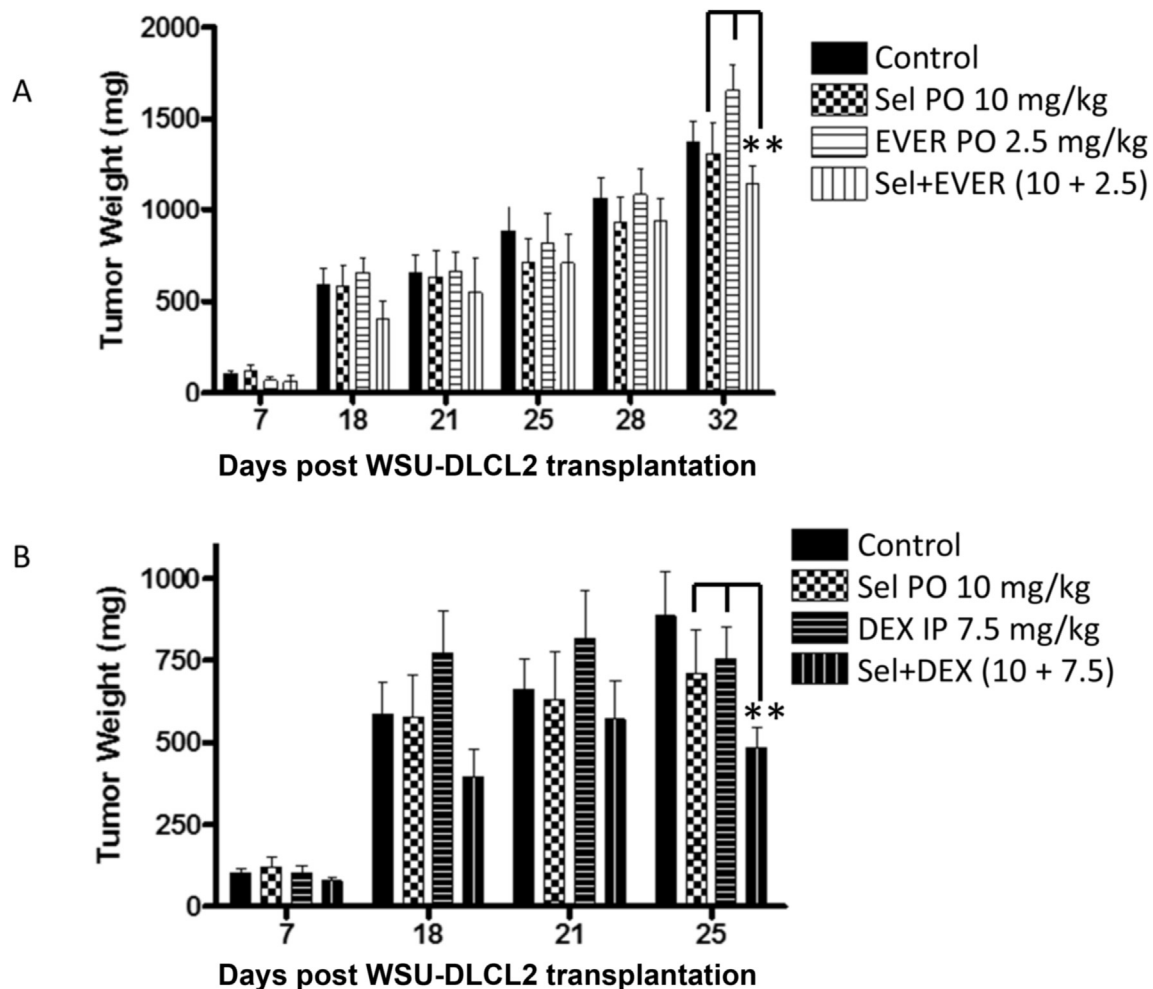 A
Tumor Weight (mg)
2000
1500
1000
500
0
7 18 21 25 28 32
Days post WSU-DLCL2 transplantation
**
Control
Sel PO 10 mg/kg
EVER PO 2.5 mg/kg
Sel+EVER (10 + 2.5)
B
Tumor Weight (mg)
1000
750
500
250
0
7 18 21 25
Days post WSU-DLCL2 transplantation
**
Control
Sel PO 10 mg/kg
DEX IP 7.5 mg/kg
Sel+DEX (10 + 7.5)